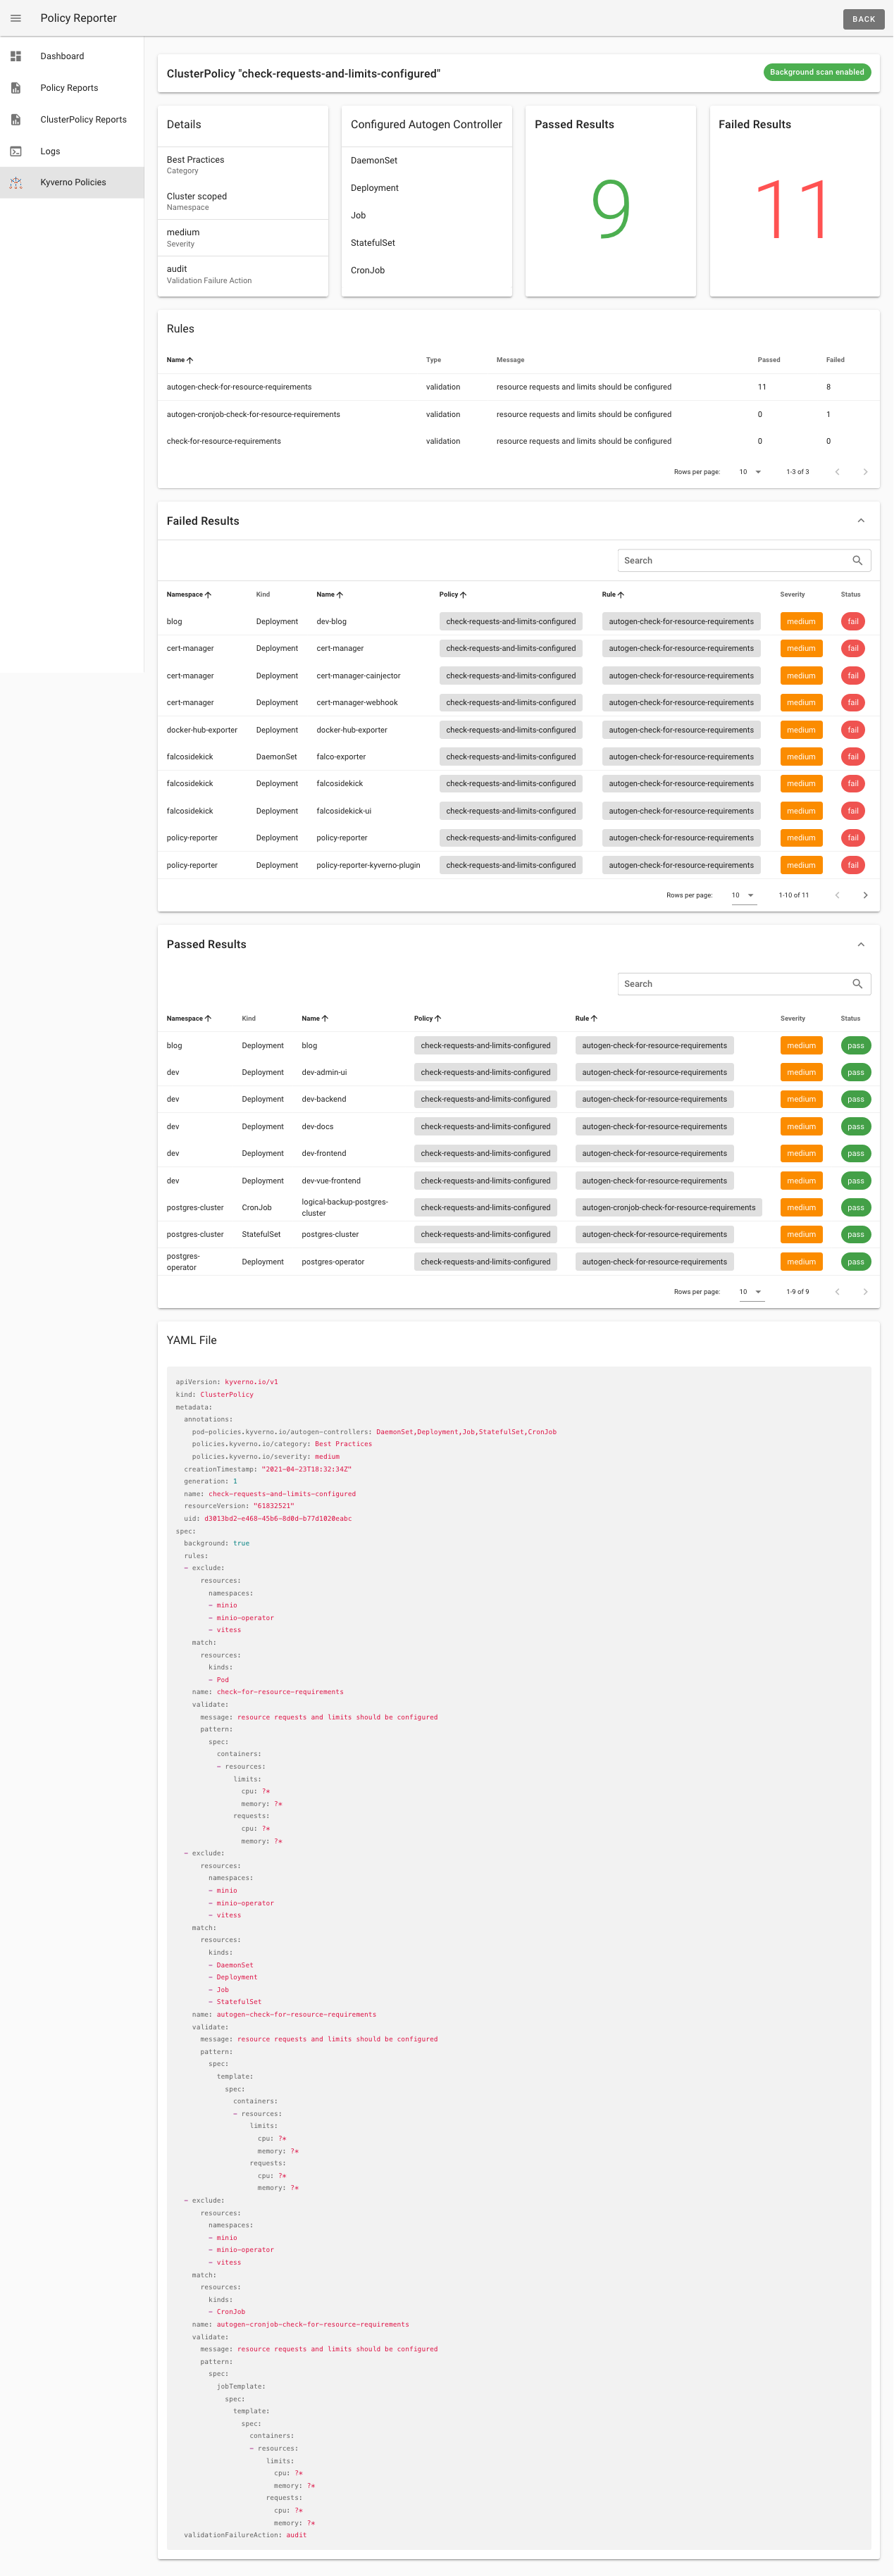 Policy Reporter
BACK
Dashboard
Policy Reports
ClusterPolicy Reports
Logs
Kyverno Policies
ClusterPolicy "check-requests-and-limits-configured"
Background scan enabled
Details
Best Practices
Category
Cluster scoped
Namespace
medium
Severity
audit
Validation Failure Action
Configured Autogen Controller
DaemonSet
Deployment
Job
StatefulSet
CronJob
Passed Results
9
Failed Results
11
Rules
Name Type Message Passed Failed
autogen-check-for-resource-requirements validation resource requests and limits should be configured 11 8
autogen-cronjob-check-for-resource-requirements validation resource requests and limits should be configured 0 1
check-for-resource-requirements validation resource requests and limits should be configured 0 0
Rows per page: 10 1-3 of 3
Failed Results
Search
Namespace Kind Name Policy Rule Severity Status
blog Deployment dev-blog check-requests-and-limits-configured autogen-check-for-resource-requirements medium fail
cert-manager Deployment cert-manager check-requests-and-limits-configured autogen-check-for-resource-requirements medium fail
cert-manager Deployment cert-manager-cainjector check-requests-and-limits-configured autogen-check-for-resource-requirements medium fail
cert-manager Deployment cert-manager-webhook check-requests-and-limits-configured autogen-check-for-resource-requirements medium fail
docker-hub-exporter Deployment docker-hub-exporter check-requests-and-limits-configured autogen-check-for-resource-requirements medium fail
falcosidekick DaemonSet falco-exporter check-requests-and-limits-configured autogen-check-for-resource-requirements medium fail
falcosidekick Deployment falcosidekick check-requests-and-limits-configured autogen-check-for-resource-requirements medium fail
falcosidekick Deployment falcosidekick-ui check-requests-and-limits-configured autogen-check-for-resource-requirements medium fail
policy-reporter Deployment policy-reporter check-requests-and-limits-configured autogen-check-for-resource-requirements medium fail
policy-reporter Deployment policy-reporter-kyverno-plugin check-requests-and-limits-configured autogen-check-for-resource-requirements medium fail
Rows per page: 10 1-10 of 11
Passed Results
Search
Namespace Kind Name Policy Rule Severity Status
blog Deployment blog check-requests-and-limits-configured autogen-check-for-resource-requirements medium pass
dev Deployment dev-admin-ui check-requests-and-limits-configured autogen-check-for-resource-requirements medium pass
dev Deployment dev-backend check-requests-and-limits-configured autogen-check-for-resource-requirements medium pass
dev Deployment dev-docs check-requests-and-limits-configured autogen-check-for-resource-requirements medium pass
dev Deployment dev-frontend check-requests-and-limits-configured autogen-check-for-resource-requirements medium pass
dev Deployment dev-vue-frontend check-requests-and-limits-configured autogen-check-for-resource-requirements medium pass
postgres-cluster CronJob logical-backup-postgres-
cluster check-requests-and-limits-configured autogen-cronjob-check-for-resource-requirements medium pass
postgres-cluster StatefulSet postgres-cluster check-requests-and-limits-configured autogen-check-for-resource-requirements medium pass
postgres-
operator Deployment postgres-operator check-requests-and-limits-configured autogen-check-for-resource-requirements medium pass
Rows per page: 10 1-9 of 9
YAML File
apiVersion: kyverno.io/v1
kind: ClusterPolicy
metadata:
annotations:
pod-policies.kyverno.io/autogen-controllers: DaemonSet,Deployment,Job,StatefulSet,CronJob
policies.kyverno.io/category: Best Practices
policies.kyverno.io/severity: medium
creationTimestamp: "2021-04-23T18:32:34Z"
generation: 1
name: check-requests-and-limits-configured
resourceVersion: "61832521"
uid: d3013bd2-e468-45b6-8d0d-b77d1020eabc
spec:
background: true
rules:
- exclude:
resources:
namespaces:
- minio
- minio-operator
- vitess
match:
resources:
kinds:
- Pod
name: check-for-resource-requirements
validate:
message: resource requests and limits should be configured
pattern:
spec:
containers:
- resources:
limits:
cpu: ?*
memory: ?*
requests:
cpu: ?*
memory: ?*
- exclude:
resources:
namespaces:
- minio
- minio-operator
- vitess
match:
resources:
kinds:
- DaemonSet
- Deployment
- Job
- StatefulSet
name: autogen-check-for-resource-requirements
validate:
message: resource requests and limits should be configured
pattern:
spec:
template:
spec:
containers:
- resources:
limits:
cpu: ?*
memory: ?*
requests:
cpu: ?*
memory: ?*
- exclude:
resources:
namespaces:
- minio
- minio-operator
- vitess
match:
resources:
kinds:
- CronJob
name: autogen-cronjob-check-for-resource-requirements
validate:
message: resource requests and limits should be configured
pattern:
spec:
jobTemplate:
spec:
template:
spec:
containers:
- resources:
limits:
cpu: ?*
memory: ?*
requests:
cpu: ?*
memory: ?*
validationFailureAction: audit